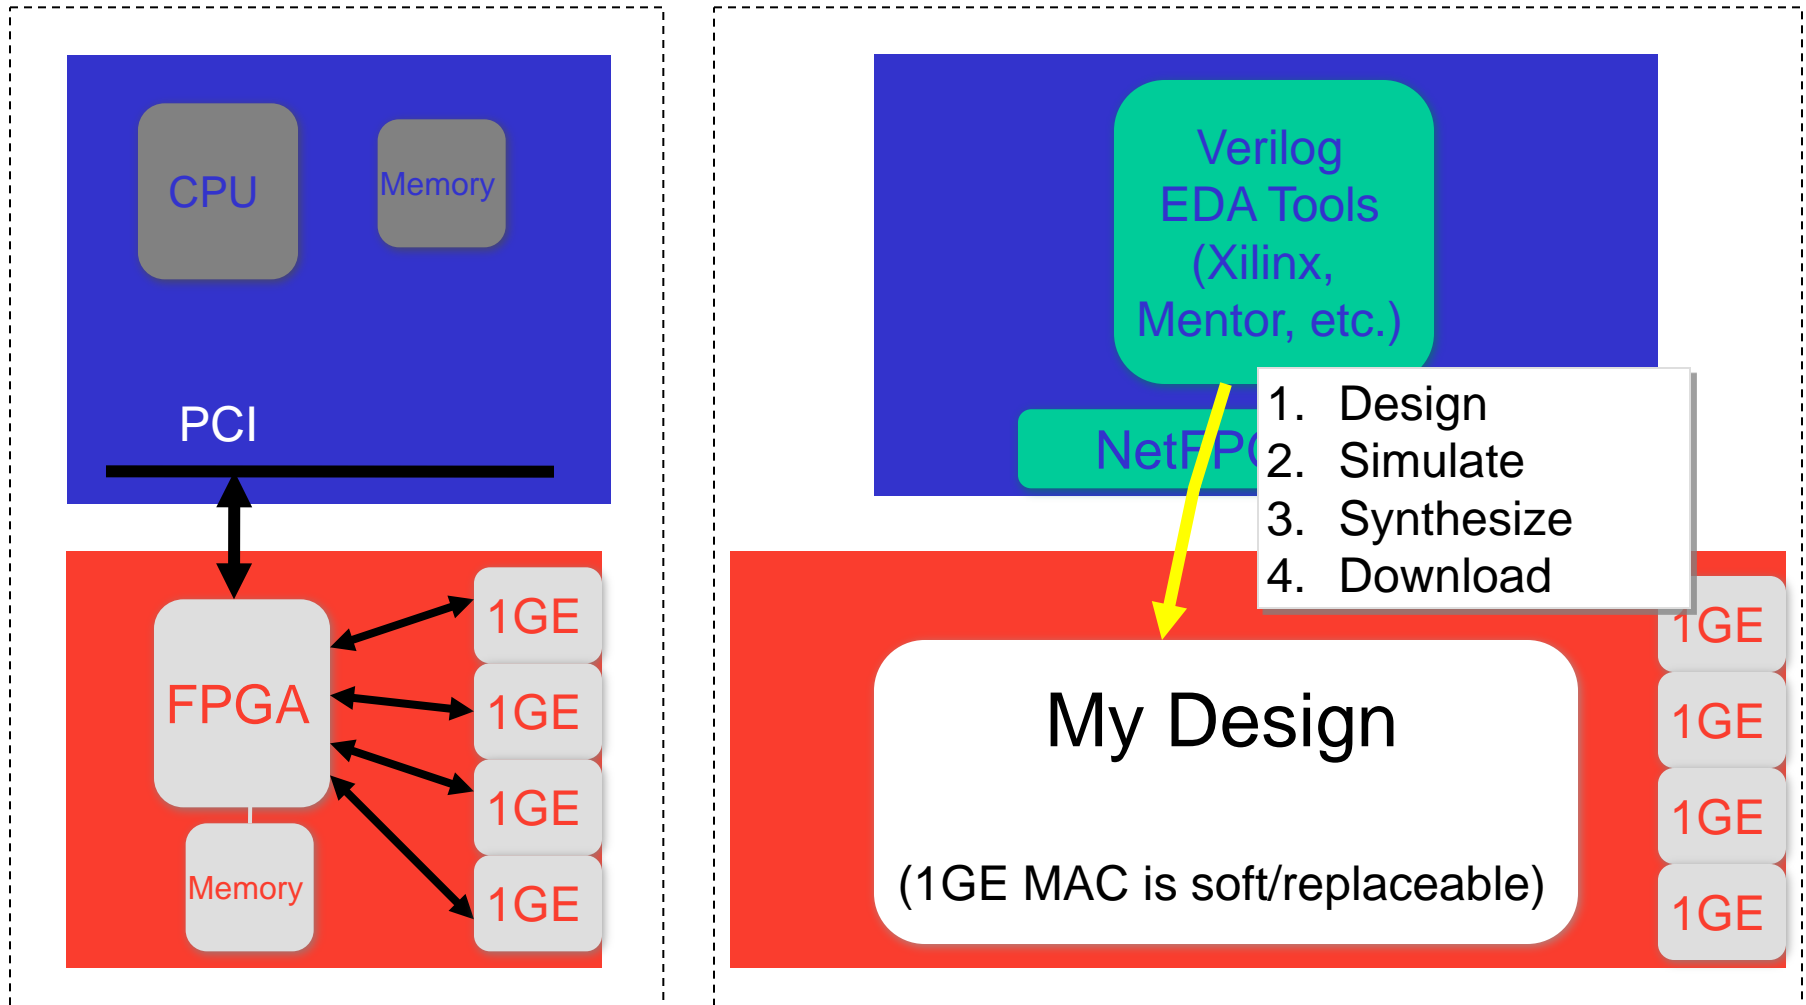 CPU
Memory
PCI
FPGA
Memory
1GE
1GE
1GE
1GE
Verilog
EDA Tools
(Xilinx,
Mentor, etc.)
1. Design
2. Simulate
3. Synthesize
4. Download
My Design
(1GE MAC is soft/replaceable)
1GE
1GE
1GE
1GE